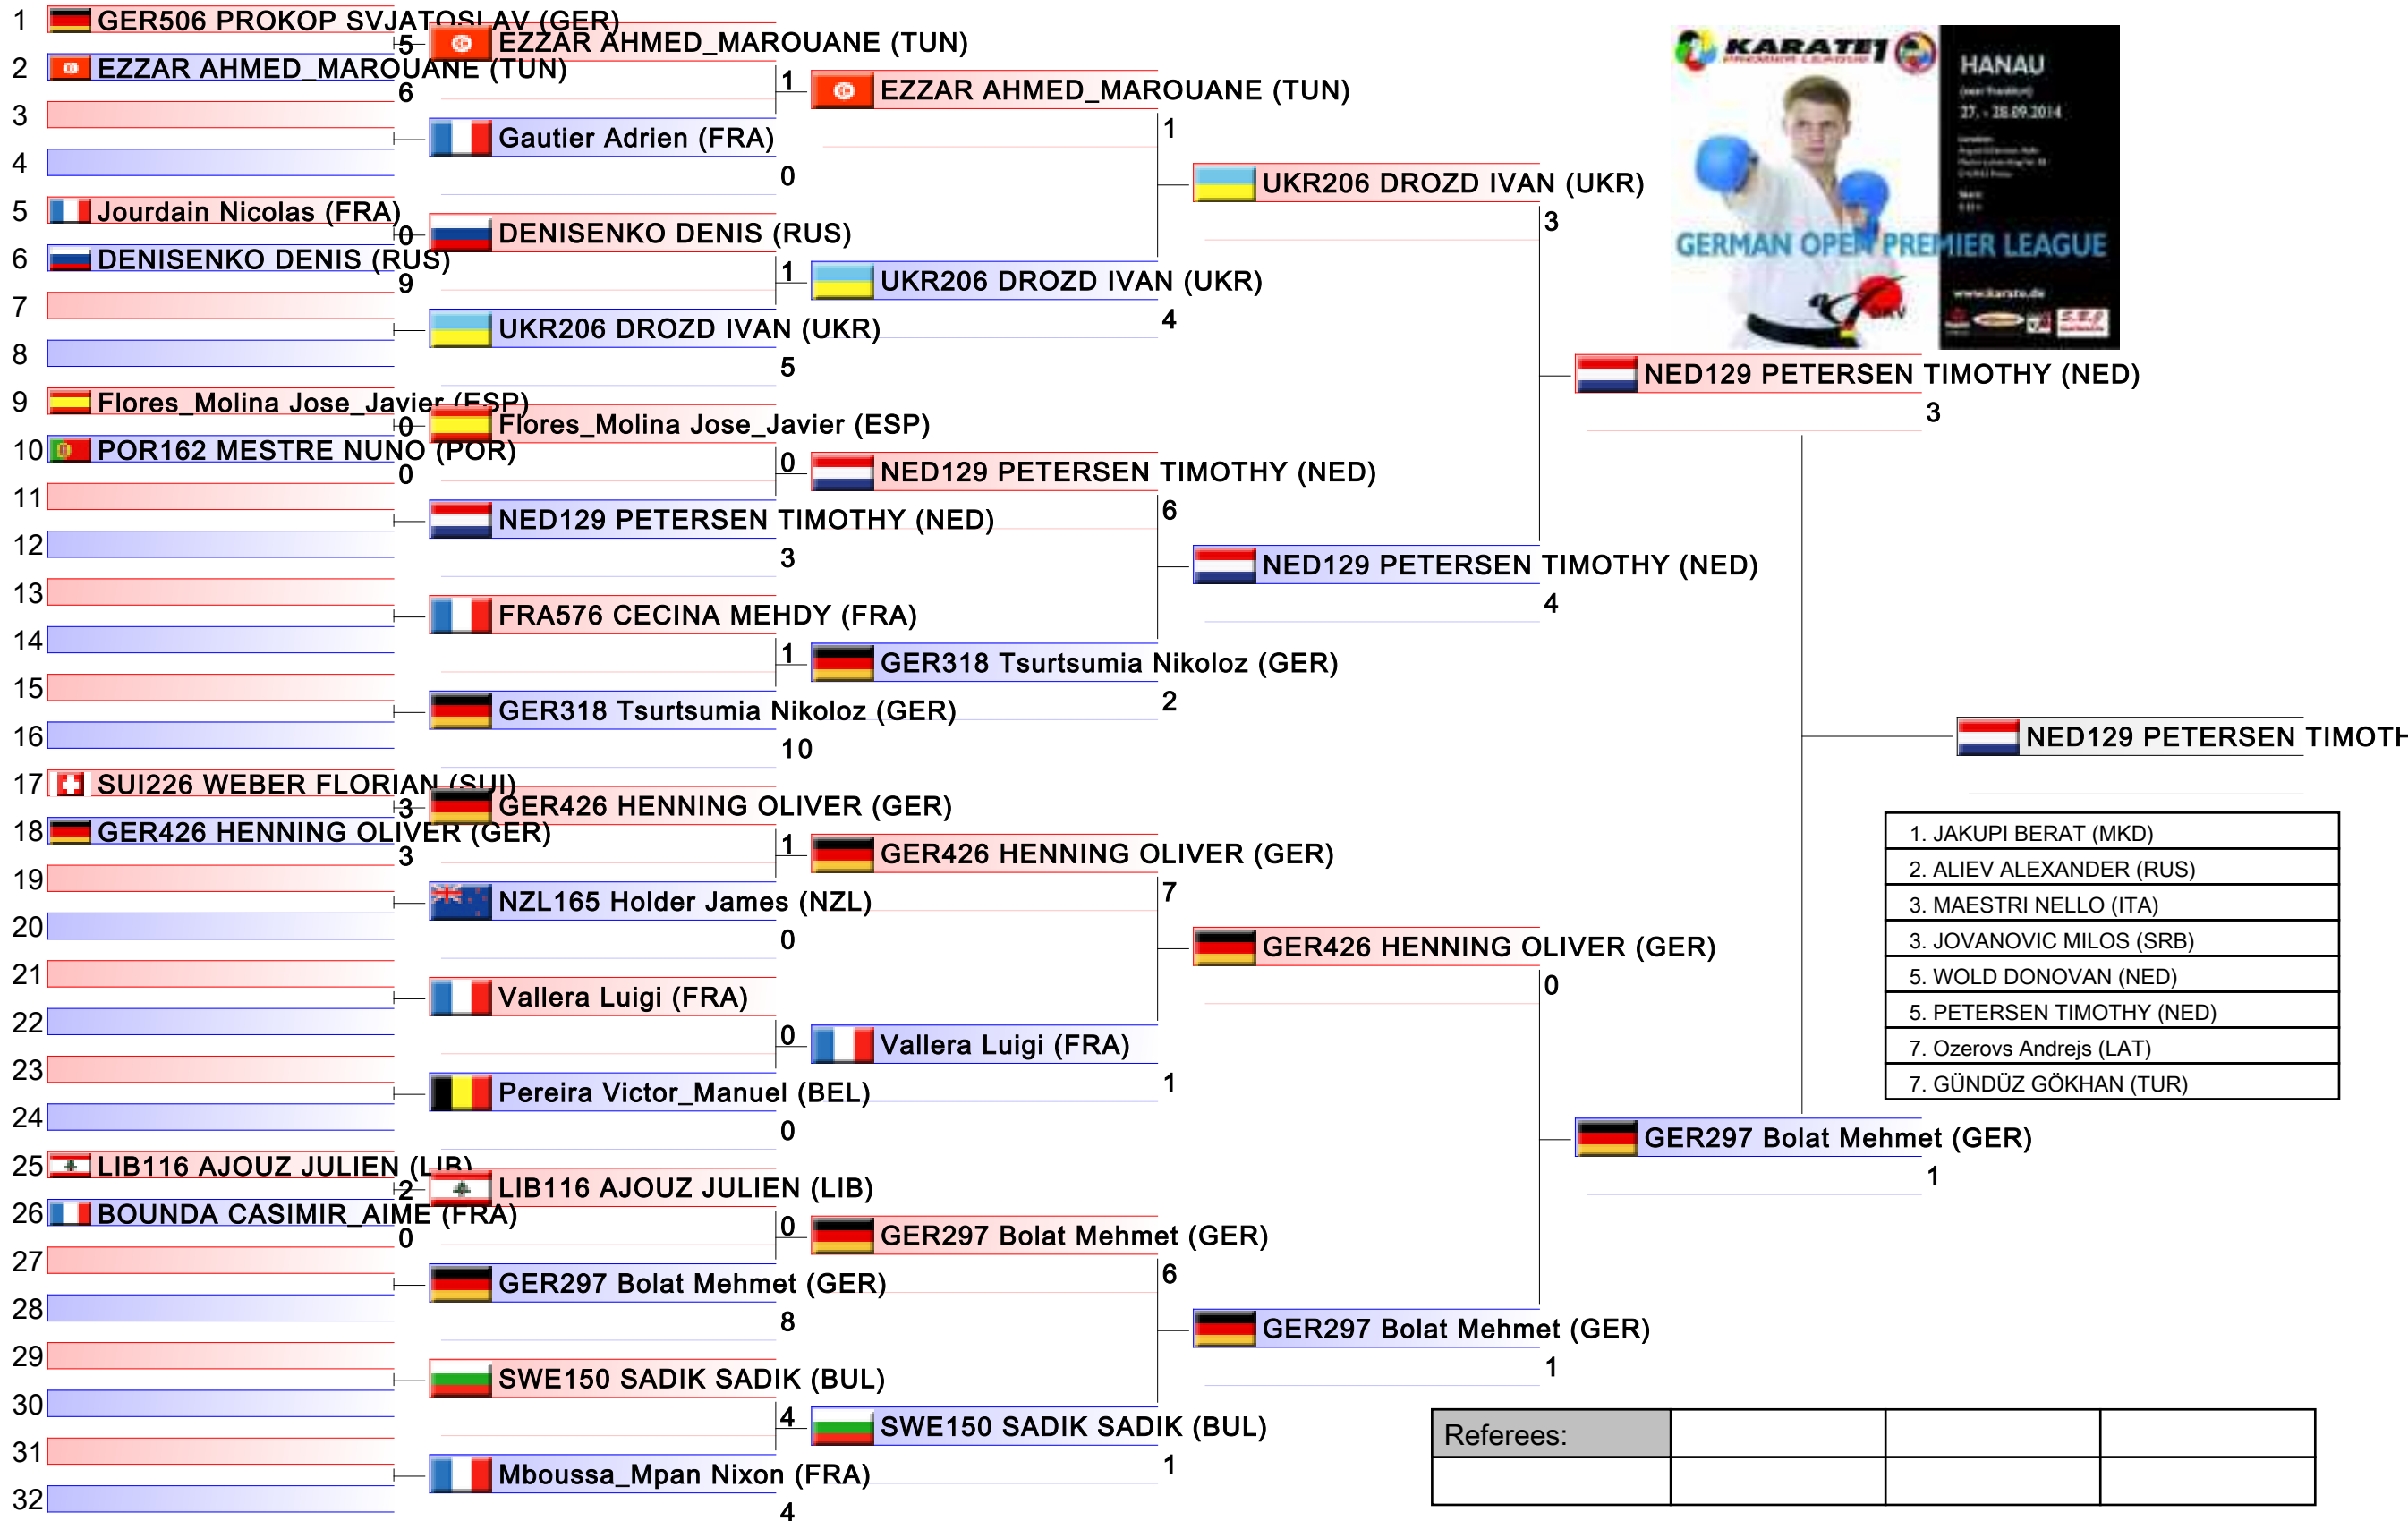 1 GER506 PROKOP SVJATOSLAV (GER)
5
2 EZZAR AHMED_MAROUANE (TUN)
6
3
4
5 Jourdain Nicolas (FRA)
0
6 DENISENKO DENIS (RUS)
9
7
8
9 Flores_Molina Jose_Javier (ESP)
0
10 POR162 MESTRE NUNO (POR)
0
11
12
13
14
15
16
17 SUI226 WEBER FLORIAN (SUI)
3
18 GER426 HENNING OLIVER (GER)
3
19
20
21
22
23
24
25 LIB116 AJOUZ JULIEN (LIB)
2
26 BOUNDA CASIMIR_AIME (FRA)
0
27
28
29
30
31
32
EZZAR AHMED_MAROUANE (TUN)
1
Gautier Adrien (FRA)
0
DENISENKO DENIS (RUS)
1
UKR206 DROZD IVAN (UKR)
5
Flores_Molina Jose_Javier (ESP)
0
NED129 PETERSEN TIMOTHY (NED)
3
FRA576 CECINA MEHDY (FRA)
1
GER318 Tsurtsumia Nikoloz (GER)
10
GER426 HENNING OLIVER (GER)
1
NZL165 Holder James (NZL)
0
Vallera Luigi (FRA)
0
Pereira Victor_Manuel (BEL)
0
LIB116 AJOUZ JULIEN (LIB)
0
GER297 Bolat Mehmet (GER)
8
SWE150 SADIK SADIK (BUL)
4
Mboussa_Mpan Nixon (FRA)
4
EZZAR AHMED_MAROUANE (TUN)
1
UKR206 DROZD IVAN (UKR)
4
NED129 PETERSEN TIMOTHY (NED)
6
GER318 Tsurtsumia Nikoloz (GER)
2
GER426 HENNING OLIVER (GER)
7
Vallera Luigi (FRA)
1
GER297 Bolat Mehmet (GER)
6
SWE150 SADIK SADIK (BUL)
1
UKR206 DROZD IVAN (UKR)
3
NED129 PETERSEN TIMOTHY (NED)
4
GER426 HENNING OLIVER (GER)
0
GER297 Bolat Mehmet (GER)
1
NED129 PETERSEN TIMOTHY (NED)
3
GER297 Bolat Mehmet (GER)
1
NED129 PETERSEN TIMOTH
KARATE1
PREMIER LEAGUE
HANAU
(near Frankfurt)
27. - 28.09.2014
GERMAN OPEN PREMIER LEAGUE
www.karate.de
1. JAKUPI BERAT (MKD)
2. ALIEV ALEXANDER (RUS)
3. MAESTRI NELLO (ITA)
3. JOVANOVIC MILOS (SRB)
5. WOLD DONOVAN (NED)
5. PETERSEN TIMOTHY (NED)
7. Ozerovs Andrejs (LAT)
7. GÜNDÜZ GÖKHAN (TUR)
Referees: